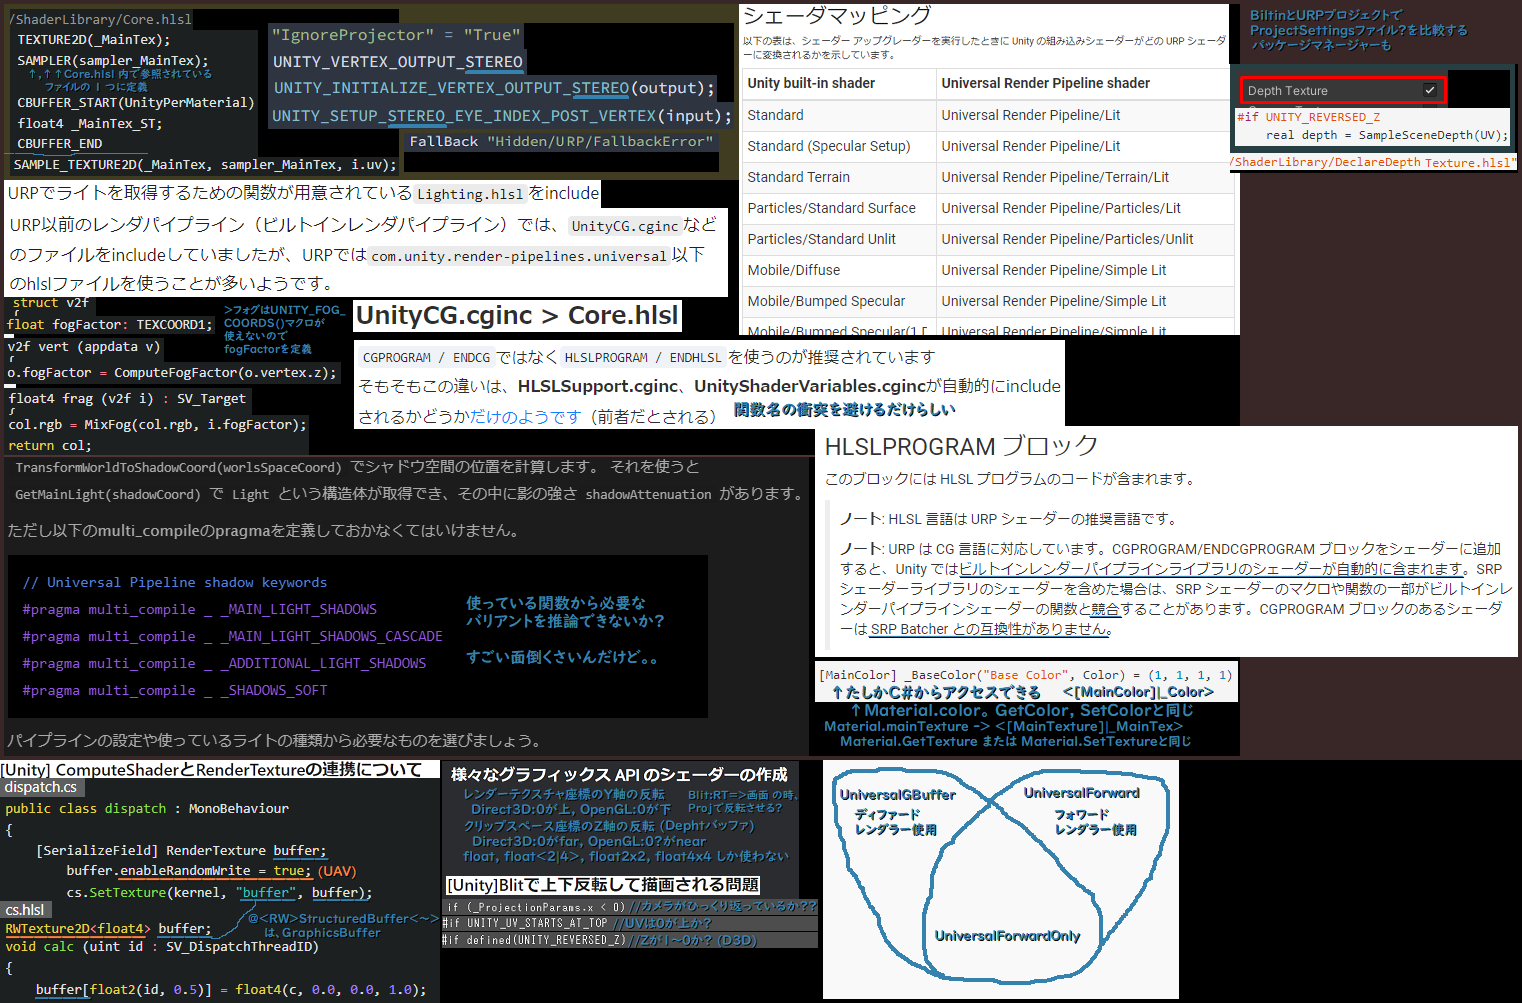 /ShaderLibrary/Core.hlsl
TEXTURE2D(_MainTex);
SAMPLER(sampler_MainTex);
↑,↑↑Core.hlsl 内で参照されている
ファイルの1つに定義
CBUFFER_START(UnityPerMaterial)
float4 _MainTex_ST;
CBUFFER_END
SAMPLE_TEXTURE2D(_MainTex, sampler_MainTex, i.uv);
"IgnoreProjector" = "True"
UNITY_VERTEX_OUTPUT_STEREO
UNITY_INITIALIZE_VERTEX_OUTPUT_STEREO(output);
UNITY_SETUP_STEREO_EYE_INDEX_POST_VERTEX(input);
FallBack "Hidden/URP/FallbackError"
URPでライトを取得するための関数が用意されているLighting.hlslをinclude
URP以前のレンダパイプライン（ビルトインレンダパイプライン）では、UnityCG.cgincなど
のファイルをincludeしていましたが、URPではcom.unity.render-pipelines.universal以下
のhlslファイルを使うことが多いようです。
struct v2f
float fogFactor: TEXCOORD1;
>フォグはUNITY_FOG_
COORDS()マクロが
使えないので
fogFactorを定義
v2f vert (appdata v)
{
o.fogFactor = ComputeFogFactor(o.vertex.z);
float4 frag (v2f i) : SV_Target
{
col.rgb = MixFog(col.rgb, i.fogFactor);
return col;
UnityCG.cginc > Core.hlsl
CGPROGRAM / ENDCG ではなく HLSLPROGRAM / ENDHLSL を使うのが推奨されています
そもそもこの違いは、HLSLSupport.cginc、UnityShaderVariables.cgincが自動的にinclude
されるかどうかだけのようです（前者だとされる） 関数名の衝突を避けるだけらしい
シェーダマッピング
以下の表は、シェーダー アップグレーダーを実行したときに Unity の組み込みシェーダーがどの URP シェーダ
ーに変換されるかを示しています。
Unity built-in shader Universal Render Pipeline shader
Standard Universal Render Pipeline/Lit
Standard (Specular Setup) Universal Render Pipeline/Lit
Standard Terrain Universal Render Pipeline/Terrain/Lit
Particles/Standard Surface Universal Render Pipeline/Particles/Lit
Particles/Standard Unlit Universal Render Pipeline/Particles/Unlit
Mobile/Diffuse Universal Render Pipeline/Simple Lit
Mobile/Bumped Specular Universal Render Pipeline/Simple Lit
Mobile/Bumped Specular(1 Universal Render Pipeline/Simple Lit
BiltinとURPプロジェクトで
ProjectSettingsファイル?を比較する
パッケージマネージャーも
Depth Texture
#if UNITY_REVERSED_Z
real depth = SampleSceneDepth(UV);
/ShaderLibrary/DeclareDepth Texture.hlsl"
TransformWorldToShadowCoord(worlsSpaceCoord) でシャドウ空間の位置を計算します。 それを使うと
GetMainLight(shadowCoord) で Light という構造体が取得でき、その中に影の強さ shadowAttenuation があります。
ただし以下のmulti_compileのpragmaを定義しておかなくてはいけません。
// Universal Pipeline shadow keywords
#pragma multi_compile _ _MAIN_LIGHT_SHADOWS
#pragma multi_compile _ _MAIN_LIGHT_SHADOWS_CASCADE
#pragma multi_compile _ _ADDITIONAL_LIGHT_SHADOWS
#pragma multi_compile _ _SHADOWS_SOFT
使っている関数から必要な
バリアントを推論できないか?
すごい面倒くさいんだけど。。
パイプラインの設定や使っているライトの種類から必要なものを選びましょう。
HLSLPROGRAM ブロック
このブロックには HLSL プログラムのコードが含まれます。
ノート: HLSL 言語は URP シェーダーの推奨言語です。
ノート: URP は CG 言語に対応しています。CGPROGRAM/ENDCGPROGRAM ブロックをシェーダーに追加
すると、Unity ではビルトインレンダーパイプラインライブラリのシェーダーが自動的に含まれます。SRP
シェーダーライブラリのシェーダーを含めた場合は、SRP シェーダーのマクロや関数の一部がビルトインレ
ンダーパイプラインシェーダーの関数と競合することがあります。CGPROGRAM ブロックのあるシェーダ
ーは SRP Batcher との互換性がありません。
[MainColor] _BaseColor("Base Color", Color) = (1, 1, 1, 1)
↑たしかC#からアクセスできる <[MainColor]|_Color>
↑Material.color。GetColor, SetColorと同じ
Material.mainTexture -> <[MainTexture]|_MainTex>
Material.GetTexture または Material.SetTextureと同じ
[Unity] ComputeShaderとRenderTextureの連携について
dispatch.cs
public class dispatch : MonoBehaviour
{
[SerializeField] RenderTexture buffer;
buffer.enableRandomWrite = true; (UAV)
cs.SetTexture(kernel, "buffer", buffer);
cs.hlsl
RWTexture2D<float4> buffer;
@<RW>StructuredBuffer<~>
は、GraphicsBuffer
void calc (uint id : SV_DispatchThreadID)
{
buffer[float2(id, 0.5)] = float4(c, 0.0, 0.0, 1.0);
様々なグラフィックス API のシェーダーの作成
レンダーテクスチャ座標のY軸の反転
Direct3D:0が上, OpenGL:0が下
Blit:RT=>画面 の時、
Projで反転させる?
クリップスペース座標のZ軸の反転 (Dephtバッファ)
Direct3D:0がfar, OpenGL:0?がnear
float, float<2|4>, float2x2, float4x4 しか使わない
[Unity]Blitで上下反転して描画される問題
if (_ProjectionParams.x < 0) //カメラがひっくり返っているか??
#if UNITY_UV_STARTS_AT_TOP //UVは0が上か?
#if defined(UNITY_REVERSED_Z) //Zが1~0か? (D3D)
UniversalGBuffer
ディファード
レンダラー使用
UniversalForward
フォワード
レンダラー使用
UniversalForwardOnly